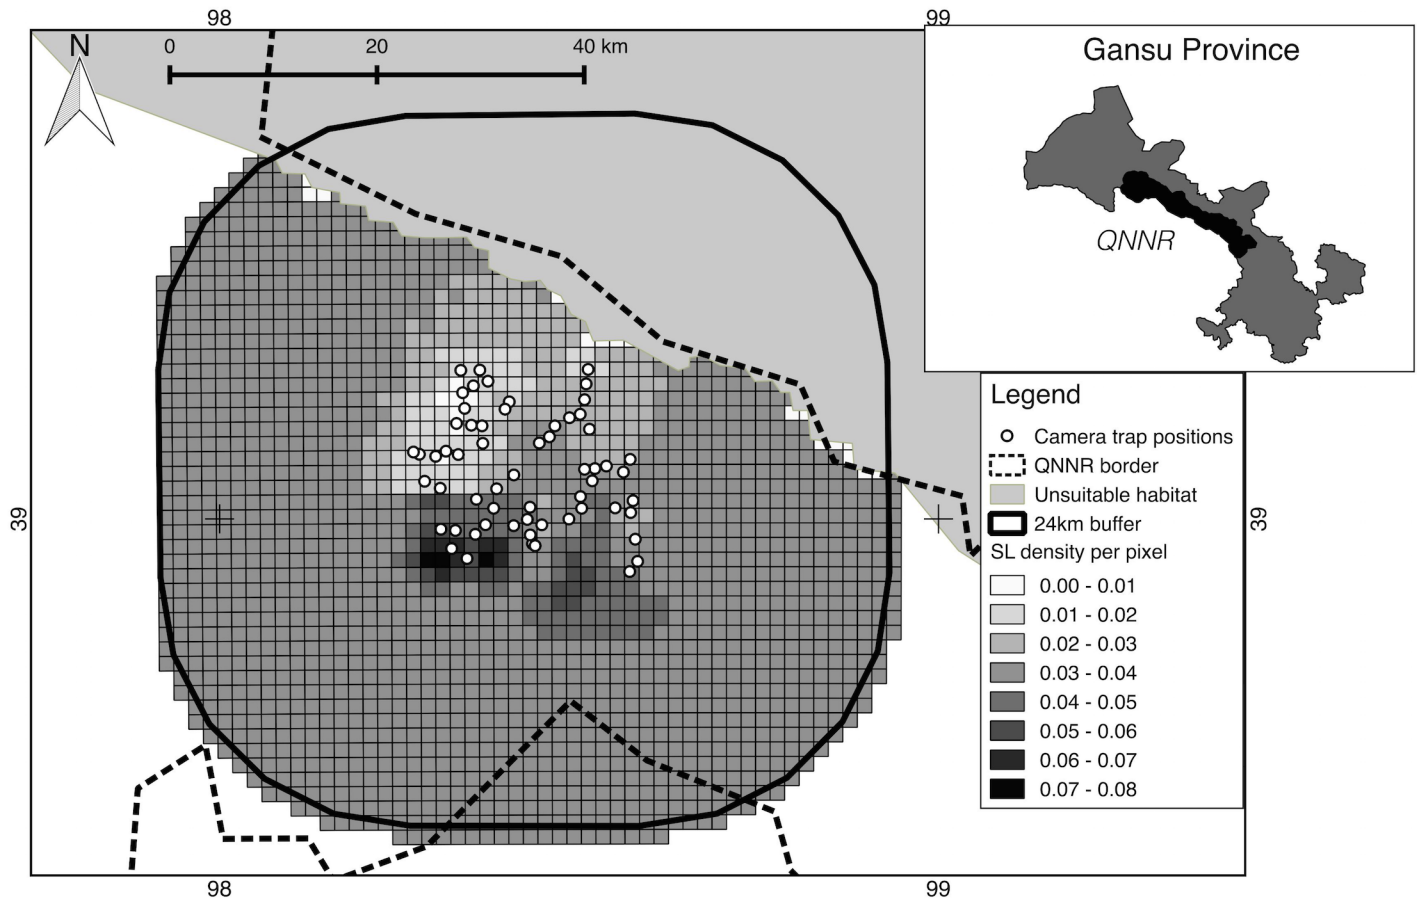 98
99
N
0
20
40 km
Gansu Province
QNNR
39
39
Legend
Camera trap positions
QNNR border
Unsuitable habitat
24km buffer
SL density per pixel
0.00 - 0.01
0.01 - 0.02
0.02 - 0.03
0.03 - 0.04
0.04 - 0.05
0.05 - 0.06
0.06 - 0.07
0.07 - 0.08
98
99